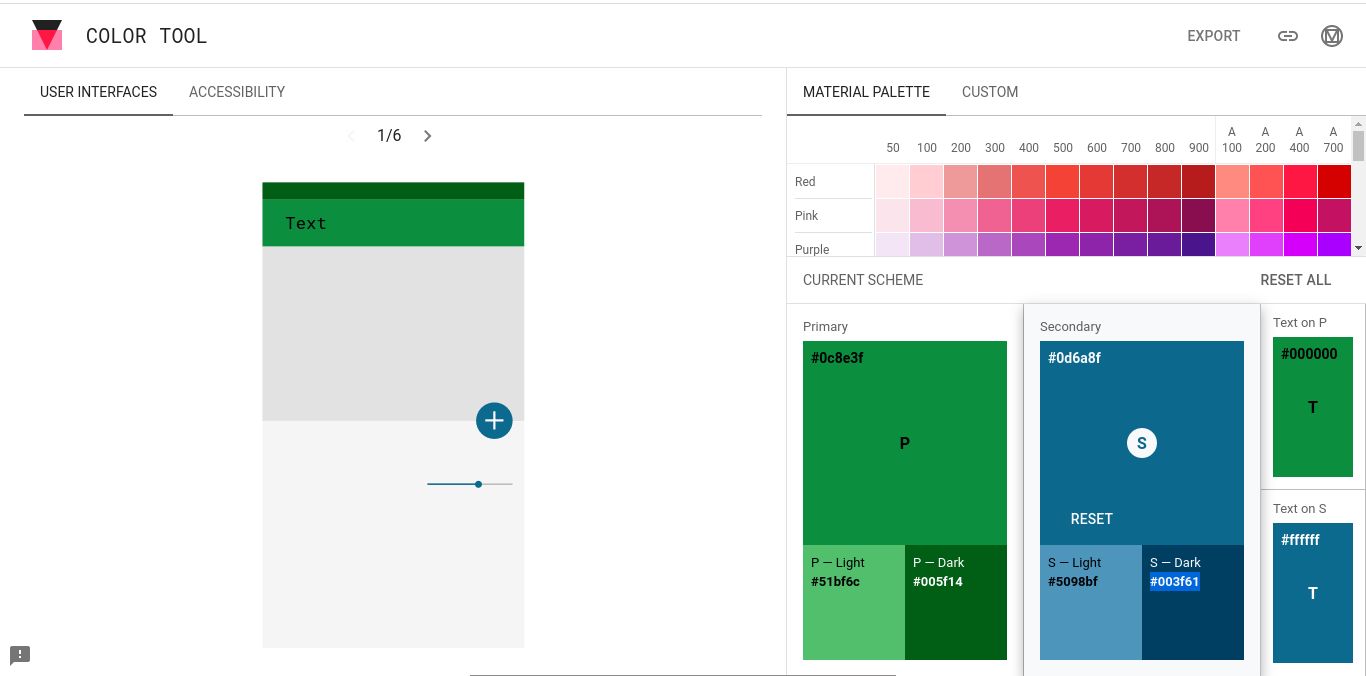 COLOR TOOL
EXPORT
USER INTERFACES ACCESSIBILITY
MATERIAL PALETTE CUSTOM
1/6
A A A A
50 100 200 300 400 500 600 700 800 900 100 200 400 700
Red
Pink
Purple
Text
CURRENT SCHEME RESET ALL
Primary
#0c8e3f
P
P — Light
#51bf6c
P — Dark
#005f14
Secondary
#0d6a8f
S
RESET
S — Light
#5098bf
S — Dark
#003f61
Text on P
#000000
T
Text on S
#ffffff
T